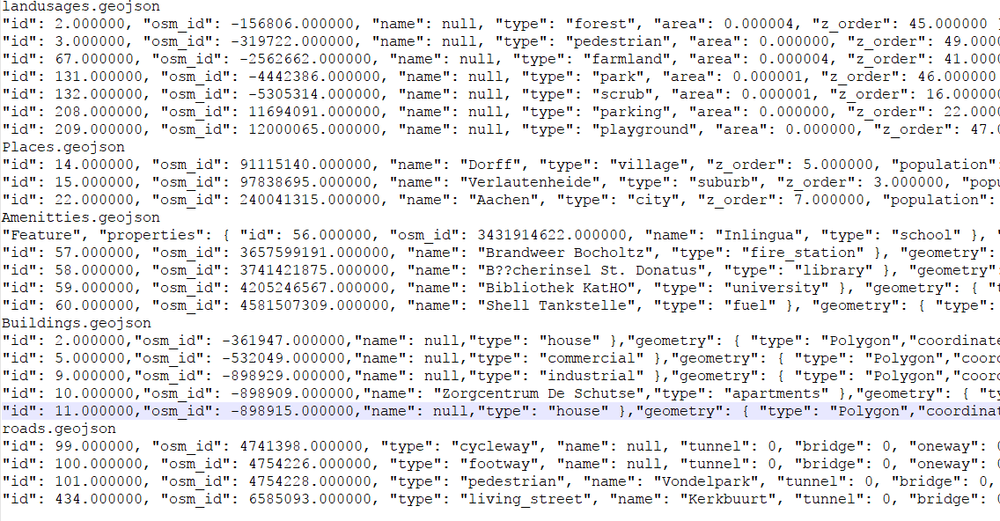 landusages.geojson
"id": 2.000000, "osm_id": -156806.000000, "name": null, "type": "forest", "area": 0.000004, "z_order": 45.000000 }
"id": 3.000000, "osm_id": -319722.000000, "name": null, "type": "pedestrian", "area": 0.000000, "z_order": 49.0000
"id": 67.000000, "osm_id": -2562662.000000, "name": null, "type": "farmland", "area": 0.000004, "z_order": 41.0000
"id": 131.000000, "osm_id": -4442386.000000, "name": null, "type": "park", "area": 0.000001, "z_order": 46.000000
"id": 132.000000, "osm_id": -5305314.000000, "name": null, "type": "scrub", "area": 0.000001, "z_order": 16.000000
"id": 208.000000, "osm_id": 11694091.000000, "name": null, "type": "parking", "area": 0.000000, "z_order": 22.0000
"id": 209.000000, "osm_id": 12000065.000000, "name": null, "type": "playground", "area": 0.000000, "z_order": 47.0
Places.geojson
"id": 14.000000, "osm_id": 91115140.000000, "name": "Dorff", "type": "village", "z_order": 5.000000, "population":
"id": 15.000000, "osm_id": 97838695.000000, "name": "Verlautenheide", "type": "suburb", "z_order": 3.000000, "popu
"id": 22.000000, "osm_id": 240041315.000000, "name": "Aachen", "type": "city", "z_order": 7.000000, "population":
Amenitties.geojson
"Feature", "properties": { "id": 56.000000, "osm_id": 3431914622.000000, "name": "Inlingua", "type": "school" }, "
"id": 57.000000, "osm_id": 3657599191.000000, "name": "Brandweer Bocholtz", "type": "fire_station" }, "geometry":
"id": 58.000000, "osm_id": 3741421875.000000, "name": "B??cherinsel St. Donatus", "type": "library" }, "geometry":
"id": 59.000000, "osm_id": 4205246567.000000, "name": "Bibliothek KatHO", "type": "university" }, "geometry": { "t
"id": 60.000000, "osm_id": 4581507309.000000, "name": "Shell Tankstelle", "type": "fuel" }, "geometry": { "type":
Buildings.geojson
"id": 2.000000,"osm_id": -361947.000000,"name": null,"type": "house" },"geometry": { "type": "Polygon","coordinate
"id": 5.000000,"osm_id": -532049.000000,"name": null,"type": "commercial" },"geometry": { "type": "Polygon","coor
"id": 9.000000,"osm_id": -898929.000000,"name": null,"type": "industrial" },"geometry": { "type": "Polygon","coor
"id": 10.000000,"osm_id": -898909.000000,"name": "Zorgcentrum De Schutse","type": "apartments" },"geometry": { "ty
"id": 11.000000,"osm_id": -898915.000000,"name": null,"type": "house" },"geometry": { "type": "Polygon","coordinat
roads.geojson
"id": 99.000000, "osm_id": 4741398.000000, "type": "cycleway", "name": null, "tunnel": 0, "bridge": 0, "oneway": 0
"id": 100.000000, "osm_id": 4754226.000000, "type": "footway", "name": null, "tunnel": 0, "bridge": 0, "oneway": 0
"id": 101.000000, "osm_id": 4754228.000000, "type": "pedestrian", "name": "Vondelpark", "tunnel": 0, "bridge": 0,
"id": 434.000000, "osm_id": 6585093.000000, "type": "living_street", "name": "Kerkbuurt", "tunnel": 0, "bridge": 0